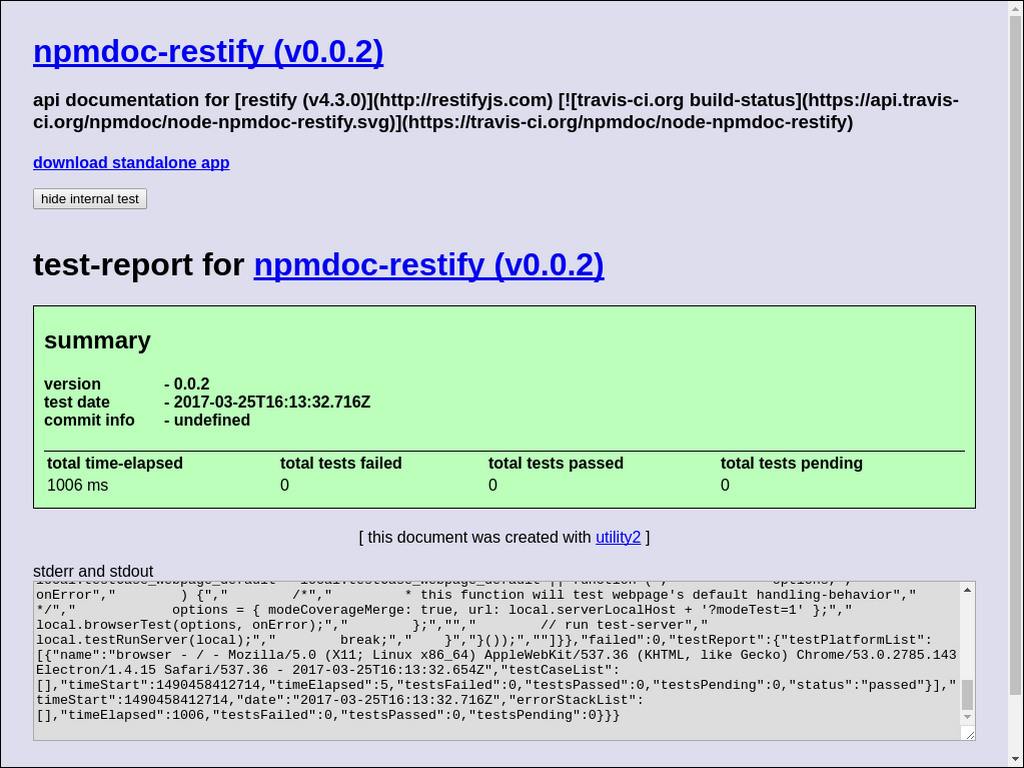 npmdoc-restify (v0.0.2)
api documentation for [restify (v4.3.0)](http://restifyjs.com) [![travis-ci.org build-status](https://api.travis-
ci.org/npmdoc/node-npmdoc-restify.svg)](https://travis-ci.org/npmdoc/node-npmdoc-restify)
download standalone app
hide internal test
test-report for npmdoc-restify (v0.0.2)
summary
version - 0.0.2
test date - 2017-03-25T16:13:32.716Z
commit info - undefined
total time-elapsed total tests failed total tests passed total tests pending
1006 ms 0 0 0
[ this document was created with utility2 ]
stderr and stdout
onError","        ) {","        /*","         * this function will test webpage's default handling-behavior","
*/","            options = { modeCoverageMerge: true, url: local.serverLocalHost + '?modeTest=1' };","
local.browserTest(options, onError);","        };","","        // run test-server","
local.testRunServer(local);","        break;","    }","}());",""]}},"failed":0,"testReport":{"testPlatformList":
[{"name":"browser - / - Mozilla/5.0 (X11; Linux x86_64) AppleWebKit/537.36 (KHTML, like Gecko) Chrome/53.0.2785.143
Electron/1.4.15 Safari/537.36 - 2017-03-25T16:13:32.654Z","testCaseList":
[],"timeStart":1490458412714,"timeElapsed":5,"testsFailed":0,"testsPassed":0,"testsPending":0,"status":"passed"}],"
timeStart":1490458412714,"date":"2017-03-25T16:13:32.716Z","errorStackList":
[],"timeElapsed":1006,"testsFailed":0,"testsPassed":0,"testsPending":0}}}